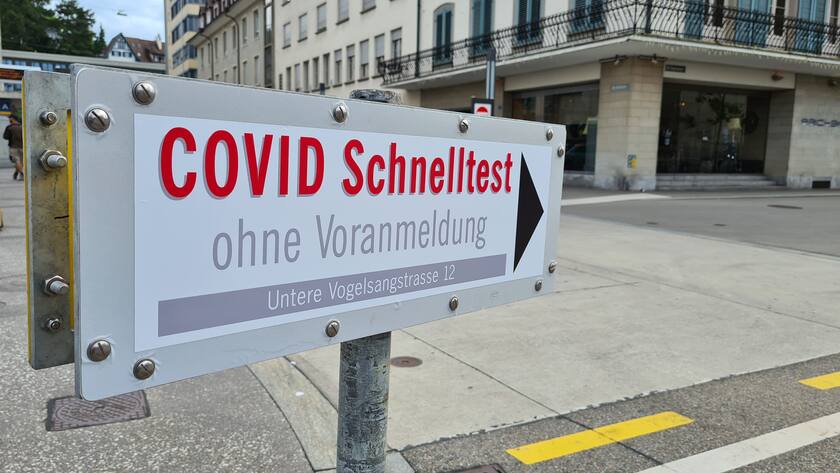 COVID Schnelltest
ohne Voranmeldung
Untere Vogelsangstrasse 12